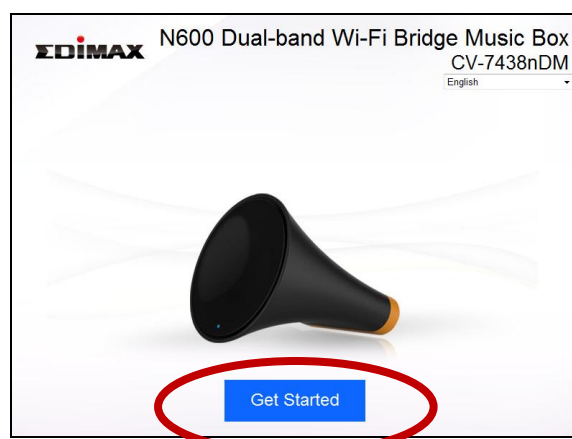 EDIMAX
N600 Dual-band Wi-Fi Bridge Music Box
CV-7438nDM
English
Get Started